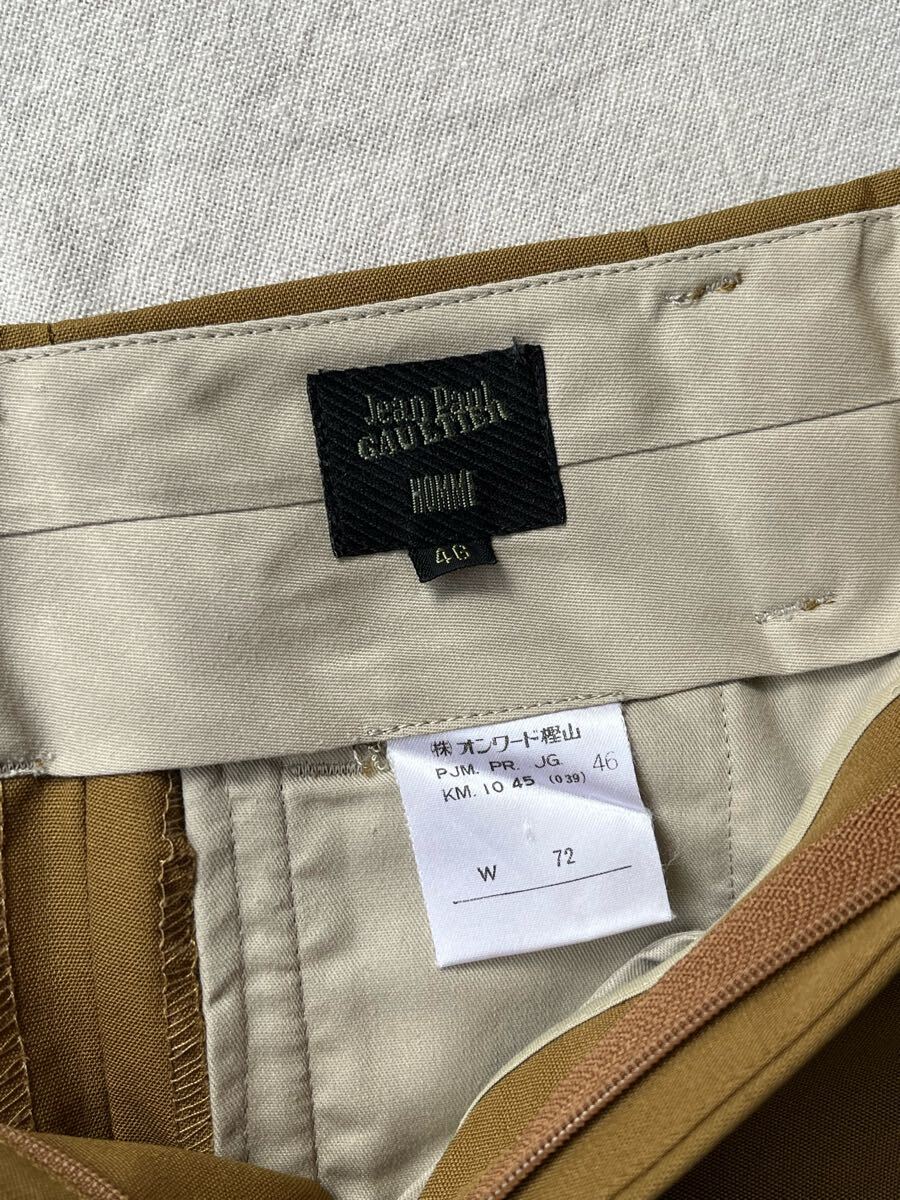 Jean Paul
GAULTIER
HOMME
46
㈱オンワード樫山
PJM. PR. JG. 46
KM. 10 45 (039)
W 72